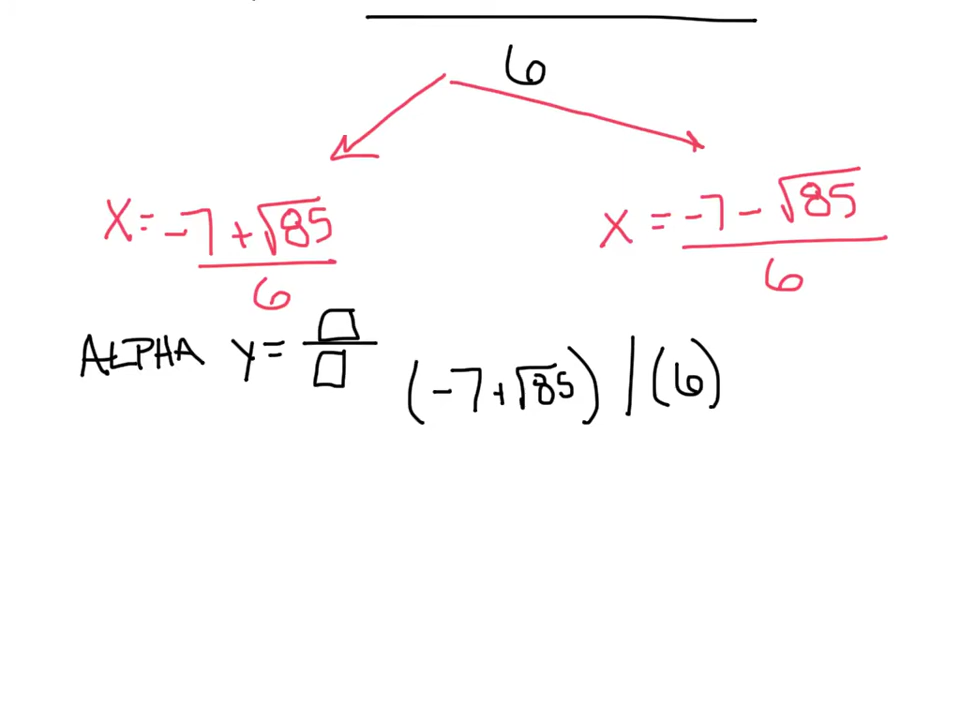 6
x = -7 + √85 / 6
x = -7 - √85 / 6
ALPHA y = □/□ (-7+√85) / (6)